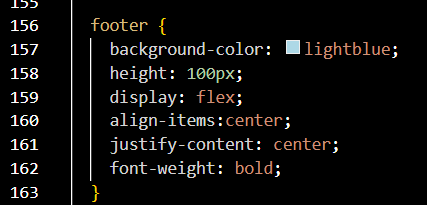 155
156 footer {
157 background-color: lightblue;
158 height: 100px;
159 display: flex;
160 align-items:center;
161 justify-content: center;
162 font-weight: bold;
163 }